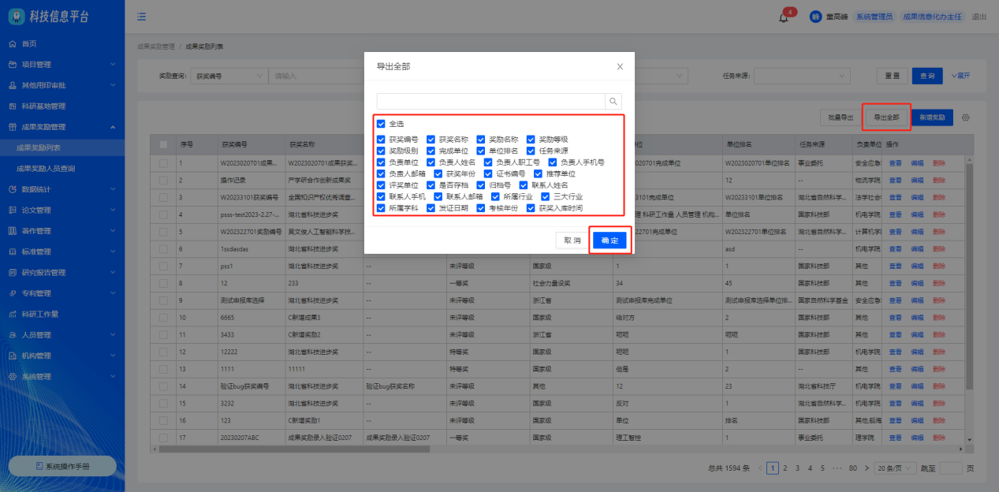 科技信息平台
4
峰 童高峰 系统管理员 成果信息化办主任 退出
首页
项目管理
其他用印审批
科研基地管理
成果奖励管理
成果奖励列表
成果奖励人员查询
数据统计
论文管理
著作管理
标准管理
研究报告管理
专利管理
科研工作量
人员管理
机构管理
系统管理
系统操作手册
成果奖励管理 / 成果奖励列表
奖励查询: 获奖编号 请输入 任务来源: 重置 查询 展开
批量导出 导出全部 新增奖励
导出全部
全选
获奖编号 获奖名称 奖励名称 奖励等级
奖励级别 完成单位 单位排名 任务来源
负责单位 负责人姓名 负责人职工号 负责人手机号
负责人邮箱 获奖年份 证书编号 推荐单位
评奖单位 是否存档 归档号 联系人姓名
联系人手机 联系人邮箱 所属行业 三大行业
所属学科 发证日期 考核年份 获奖入库时间
取消 确定
序号 获奖编号 获奖名称 位 单位排名 任务来源 负责单位 操作
1 W2023020701成果... W2023020701成果获奖... 020701完成单位 W2023020701单位排名 事业委托 安全应急 查看 编辑 删除
2 操作记录 产学研合作创新成果奖 12 -- 物流学院 查看 编辑 删除
3 W20233101获奖编号 全国知识产权优秀调查... 3101完成单位 W20233101单位排名 湖北省自然科学... 法学社会 查看 编辑 删除
4 psss-test2023-2.27-... 湖北省科技进步奖 理 科研工作量 人员管理 机构... 单位排名 国家科技部 机电学院 查看 编辑 删除
5 W202322701奖励编号 吴文俊人工智能科学技... 22701完成单位 W202322701单位排名 湖北省自然科学... 计算机学 查看 编辑 删除
6 1ssdasdas 湖北省科技进步奖 asd -- 机电学院 查看 编辑 删除
7 pss1 湖北省科技进步奖 -- 未评等级 国家级 1 1 国家科技部 其他 查看 编辑 删除
8 12 233 -- 一等奖 社会力量设奖 34 45 国家科技部 其他 查看 编辑 删除
9 测试申报库选择 湖北省科技进步奖 -- 未评等级 浙江省 测试申报库完成单位 测试申报库选择单位排... 国家自然科学基金 安全应急 查看 编辑 删除
10 6665 C新增成果3 -- 未评等级 国家级 给对方 2 国家科技部 其他 查看 编辑 删除
11 3433 C新增奖励2 -- 未评等级 浙江省 呃呃 呃呃 国家科技部 其他 查看 编辑 删除
12 12222 湖北省科技进步奖 -- 特等奖 国家级 呃呃 1 国家科技部 机电学院 查看 编辑 删除
13 1111 11111 -- 特等奖 国家级 但是 2 -- 其他 查看 编辑 删除
14 验证bug获奖编号 湖北省科技进步奖 验证bug获奖名称 未评等级 其他 12 23 湖北省科技厅 机电学院 查看 编辑 删除
15 3232 湖北省科技进步奖 -- 未评等级 国家级 反对 1 湖北省自然科学... 机电学院 查看 编辑 删除
16 123 C新增奖励1 -- 未评等级 国家级 单位 排名 国家科技部 其他,船海 查看 编辑 删除
17 20230207ABC 成果奖励录入验证0207 成果奖励录入验证0207 一等奖 国家级 理工智控 1 事业委托 理学院 查看 编辑 删除
总共 1594 条 1 2 3 4 5 ··· 80 20 条/页 跳至 页